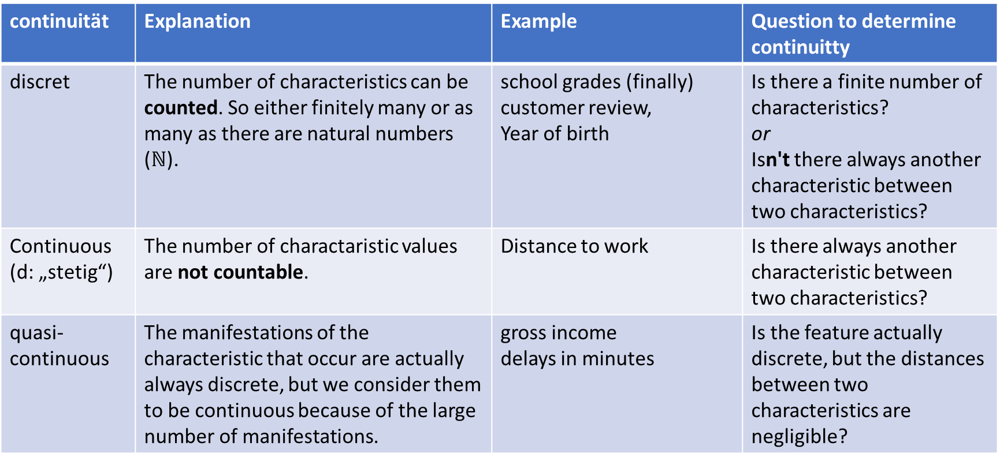 continuität
Explanation
Example
Question to determine
continuitty
discret
The number of characteristics can be
counted. So either finitely many or as
many as there are natural numbers
(ℕ).
school grades (finally)
customer review,
Year of birth
Is there a finite number of
characteristics?
or
Isn't there always another
characteristic between
two characteristics?
Continuous
(d: „stetig“)
The number of charactaristic values
are not countable.
Distance to work
Is there always another
characteristic between
two characteristics?
quasi-
continuous
The manifestations of the
characteristic that occur are actually
always discrete, but we consider them
to be continuous because of the large
number of manifestations.
gross income
delays in minutes
Is the feature actually
discrete, but the distances
between two
characteristics are
negligible?